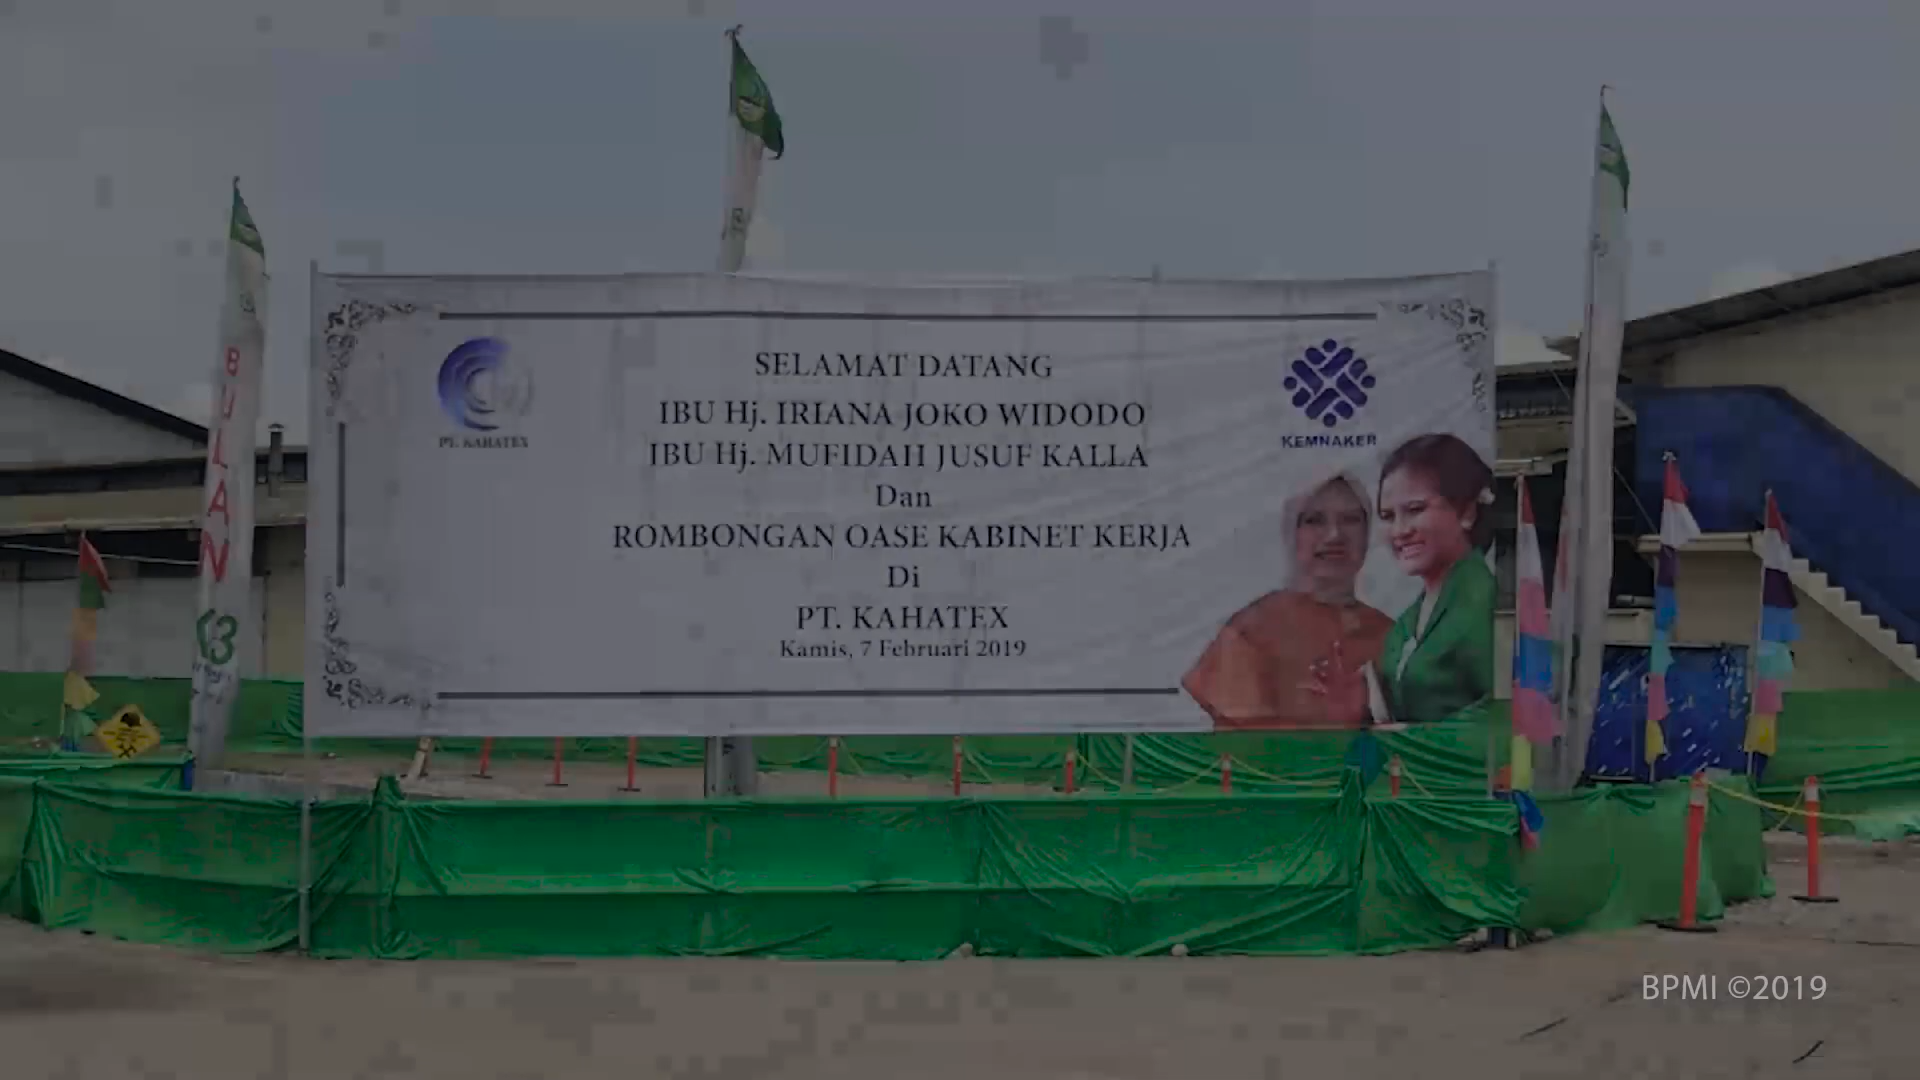 SELAMAT DATANG
IBU Hj. IRIANA JOKO WIDODO
IBU Hj. MUFIDAH JUSUF KALLA
Dan
ROMBONGAN OASE KABINET KERJA
Di
PT. KAHATEX
Kamis, 7 Februari 2019
PT. KAHATEX
KEMNAKER
BULAN
K3
BPMI ©2019